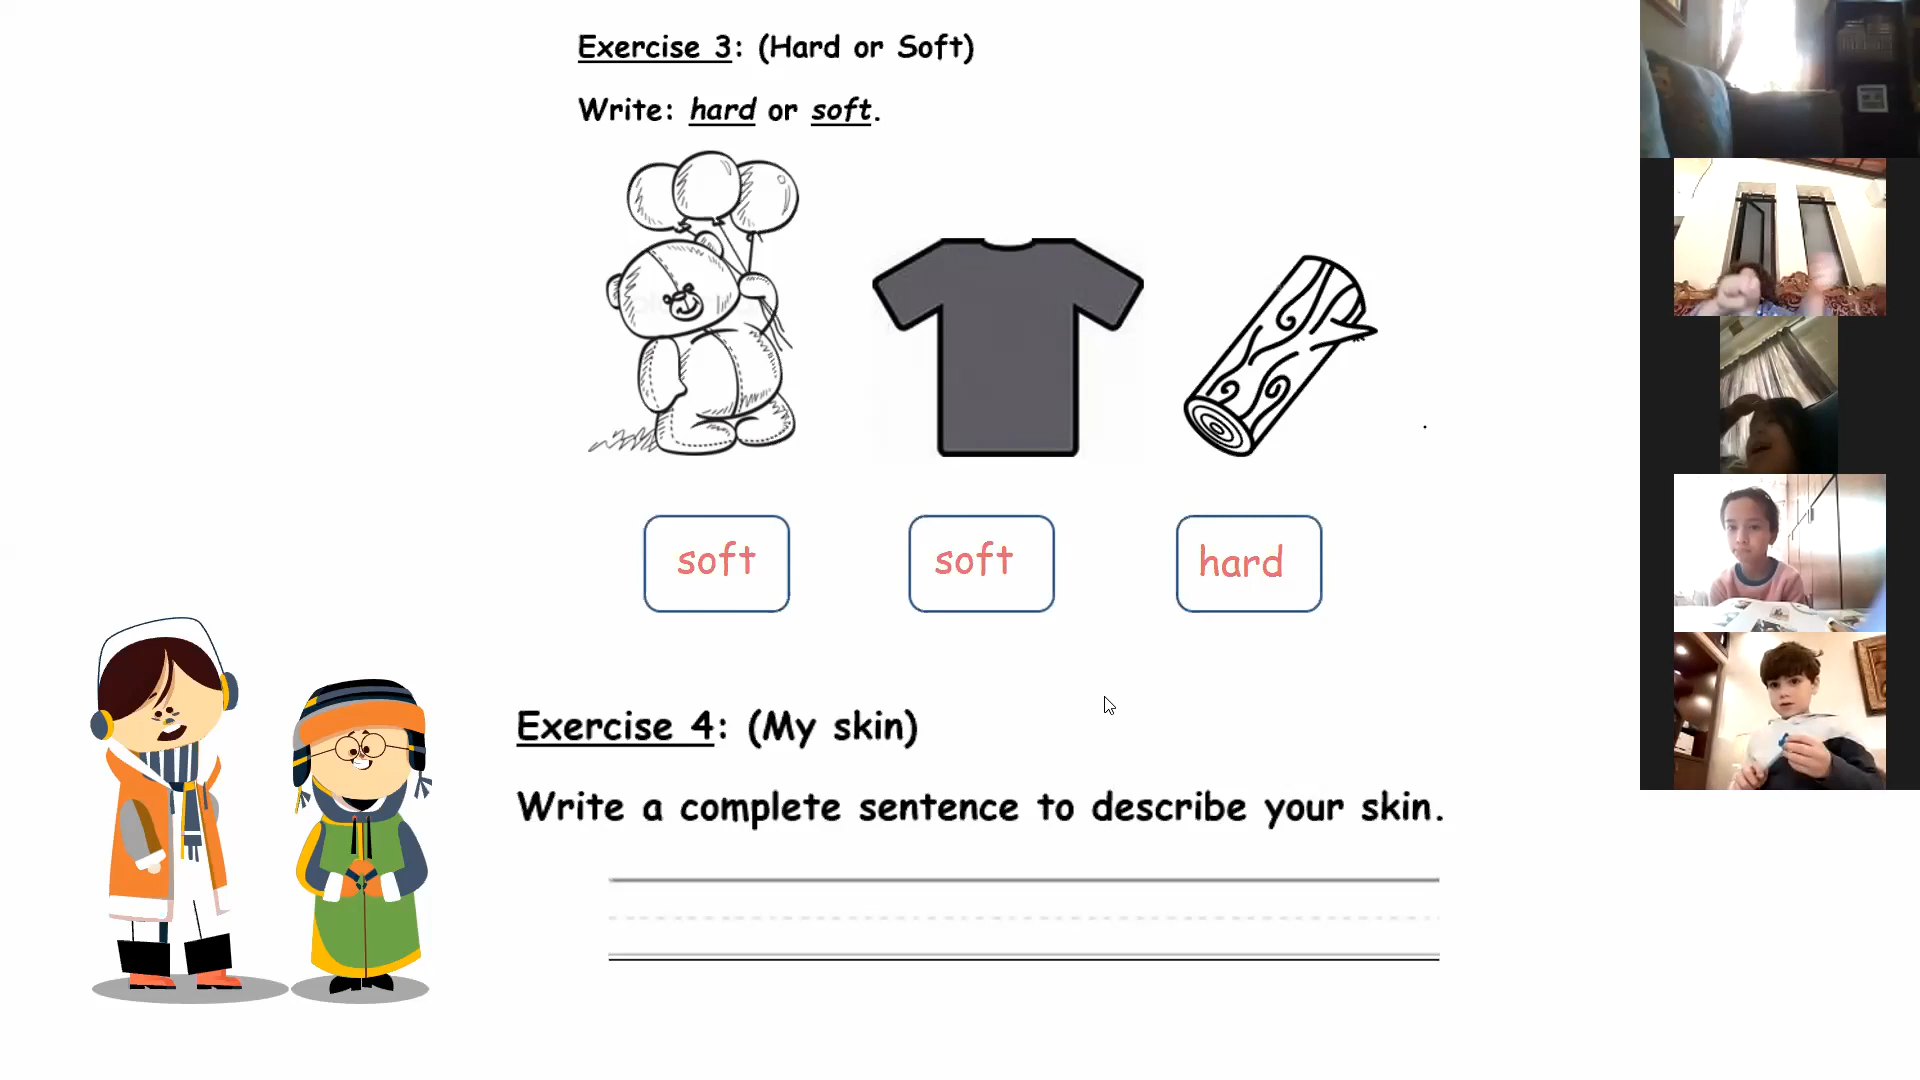 Exercise 3: (Hard or Soft)
Write: hard or soft.
soft soft hard
Exercise 4: (My skin)
Write a complete sentence to describe your skin.